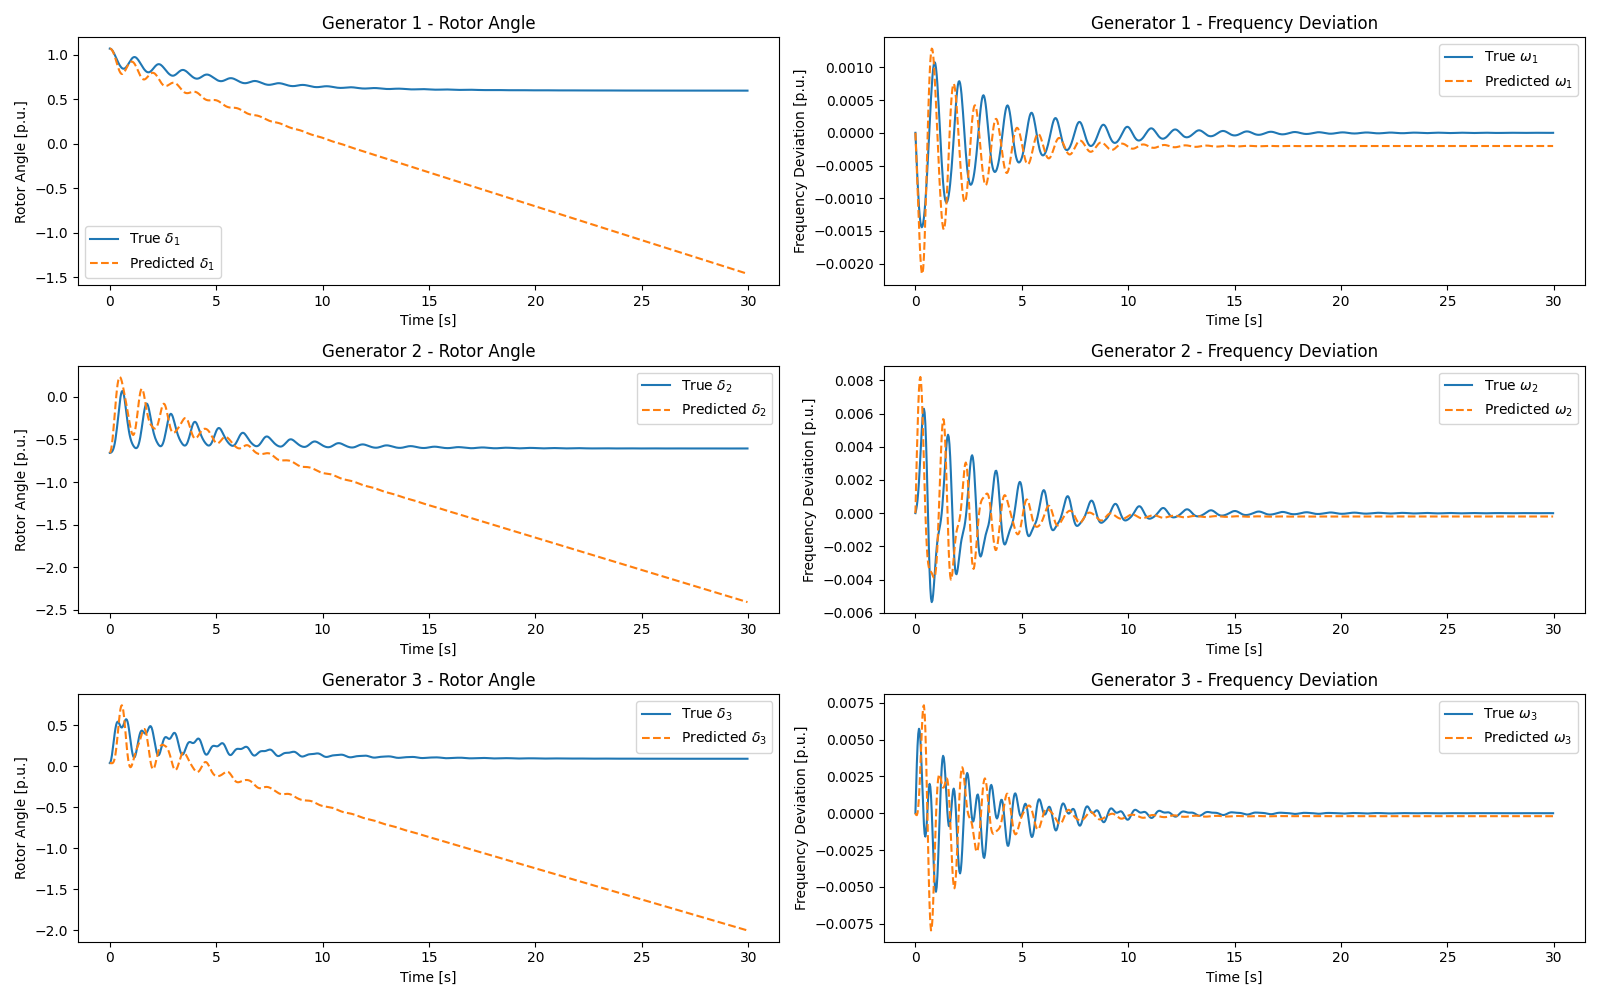 Generator 1 - Rotor Angle
Rotor Angle [p.u.]
1.0
0.5
0.0
−0.5
−1.0
−1.5
True δ1
Predicted δ1
0 5 10 15 20 25 30
Time [s]
Generator 1 - Frequency Deviation
Frequency Deviation [p.u.]
0.0010
0.0005
0.0000
−0.0005
−0.0010
−0.0015
−0.0020
True ω1
Predicted ω1
0 5 10 15 20 25 30
Time [s]
Generator 2 - Rotor Angle
Rotor Angle [p.u.]
0.0
−0.5
−1.0
−1.5
−2.0
−2.5
True δ2
Predicted δ2
0 5 10 15 20 25 30
Time [s]
Generator 2 - Frequency Deviation
Frequency Deviation [p.u.]
0.008
0.006
0.004
0.002
0.000
−0.002
−0.004
−0.006
True ω2
Predicted ω2
0 5 10 15 20 25 30
Time [s]
Generator 3 - Rotor Angle
Rotor Angle [p.u.]
0.5
0.0
−0.5
−1.0
−1.5
−2.0
True δ3
Predicted δ3
0 5 10 15 20 25 30
Time [s]
Generator 3 - Frequency Deviation
Frequency Deviation [p.u.]
0.0075
0.0050
0.0025
0.0000
−0.0025
−0.0050
−0.0075
True ω3
Predicted ω3
0 5 10 15 20 25 30
Time [s]